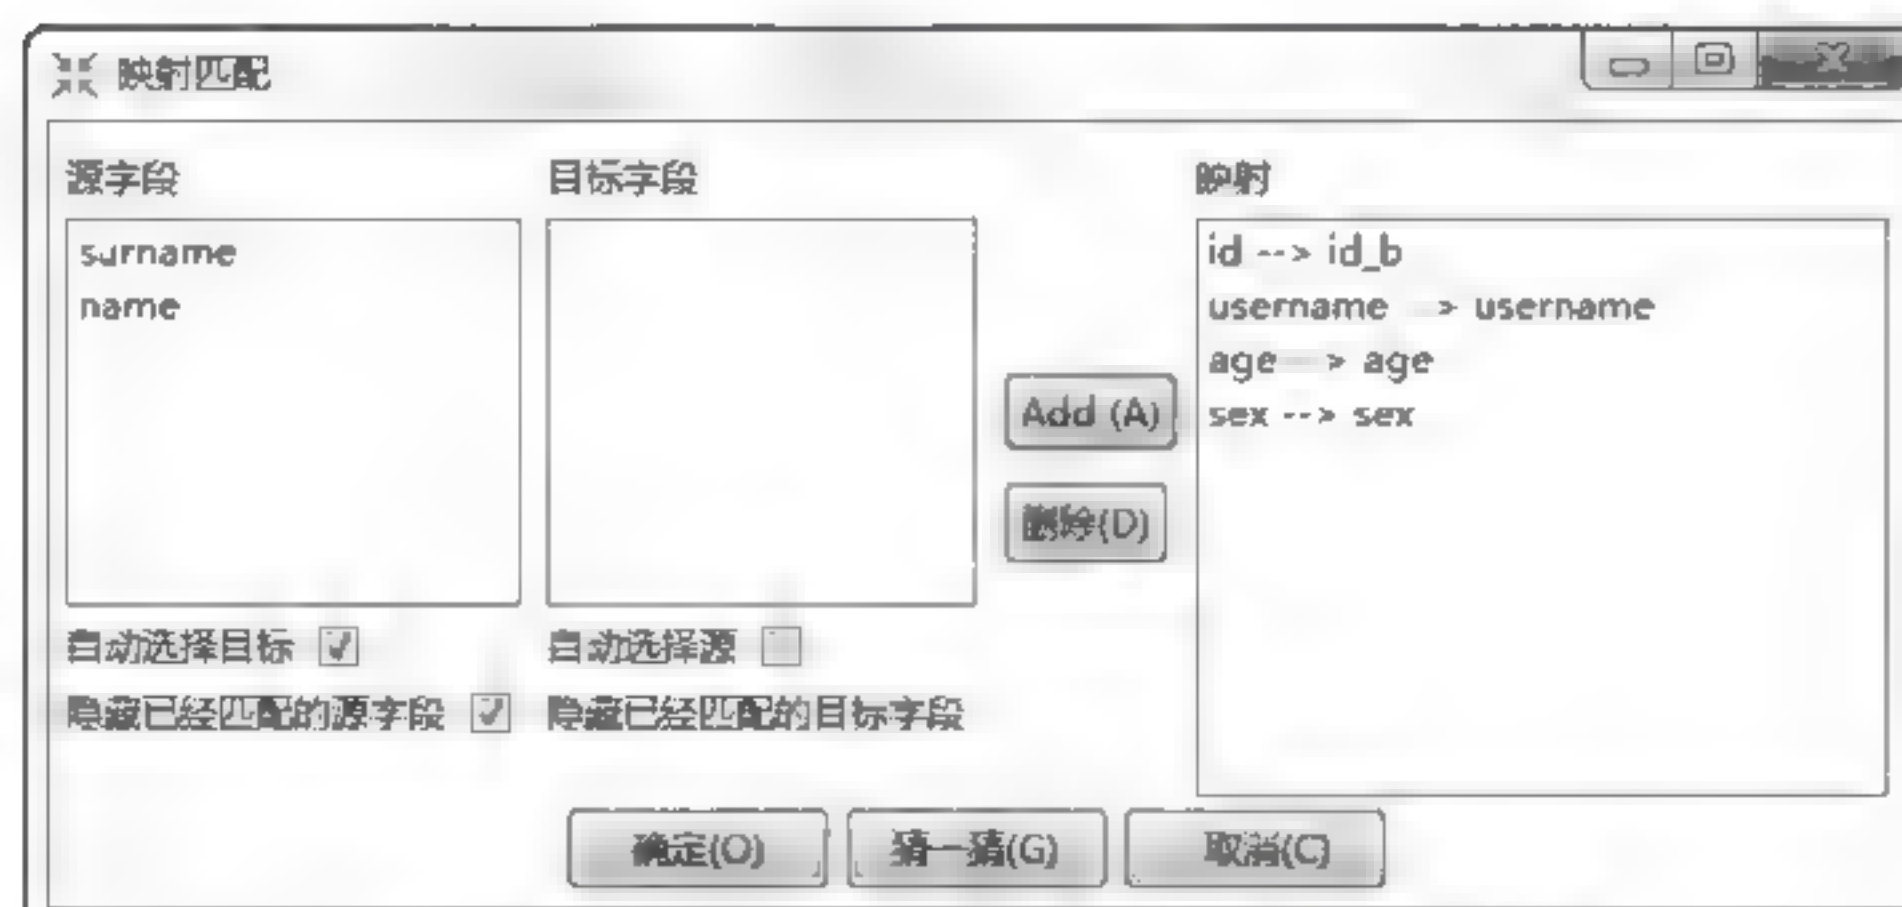 映射匹配
源字段
surname
name
自动选择目标
隐藏已经匹配的源字段
目标字段
自动选择源
隐藏已经匹配的目标字段
Add (A)
删除(D)
映射
id --> id_b
username --> username
age --> age
sex --> sex
确定(O)
猜一猜(G)
取消(C)